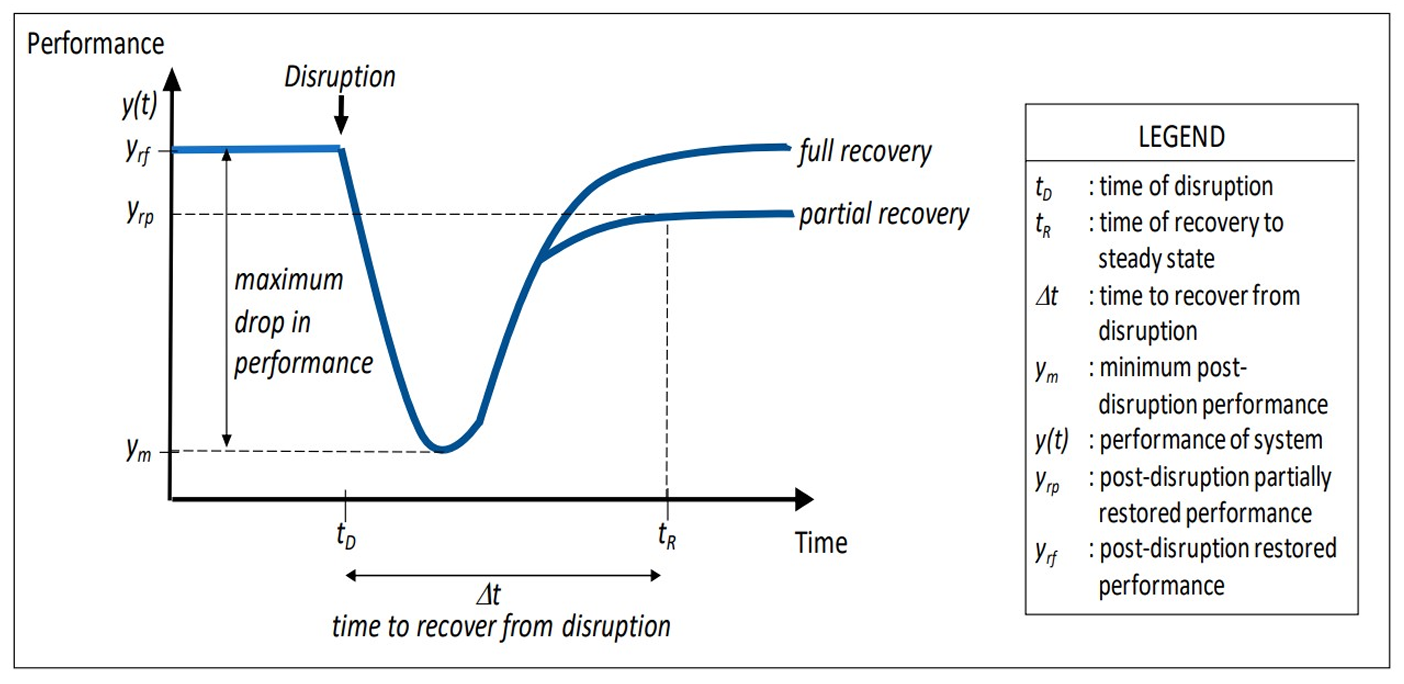 Performance
Disruption
y(t)
yrf
full recovery
yrp
partial recovery
maximum
drop in
performance
ym
tD
tR
Time
Δt
time to recover from disruption
LEGEND
tD : time of disruption
tR : time of recovery to
steady state
Δt : time to recover from
disruption
ym : minimum post-
disruption performance
y(t) : performance of system
yrp : post-disruption partially
restored performance
yrf : post-disruption restored
performance